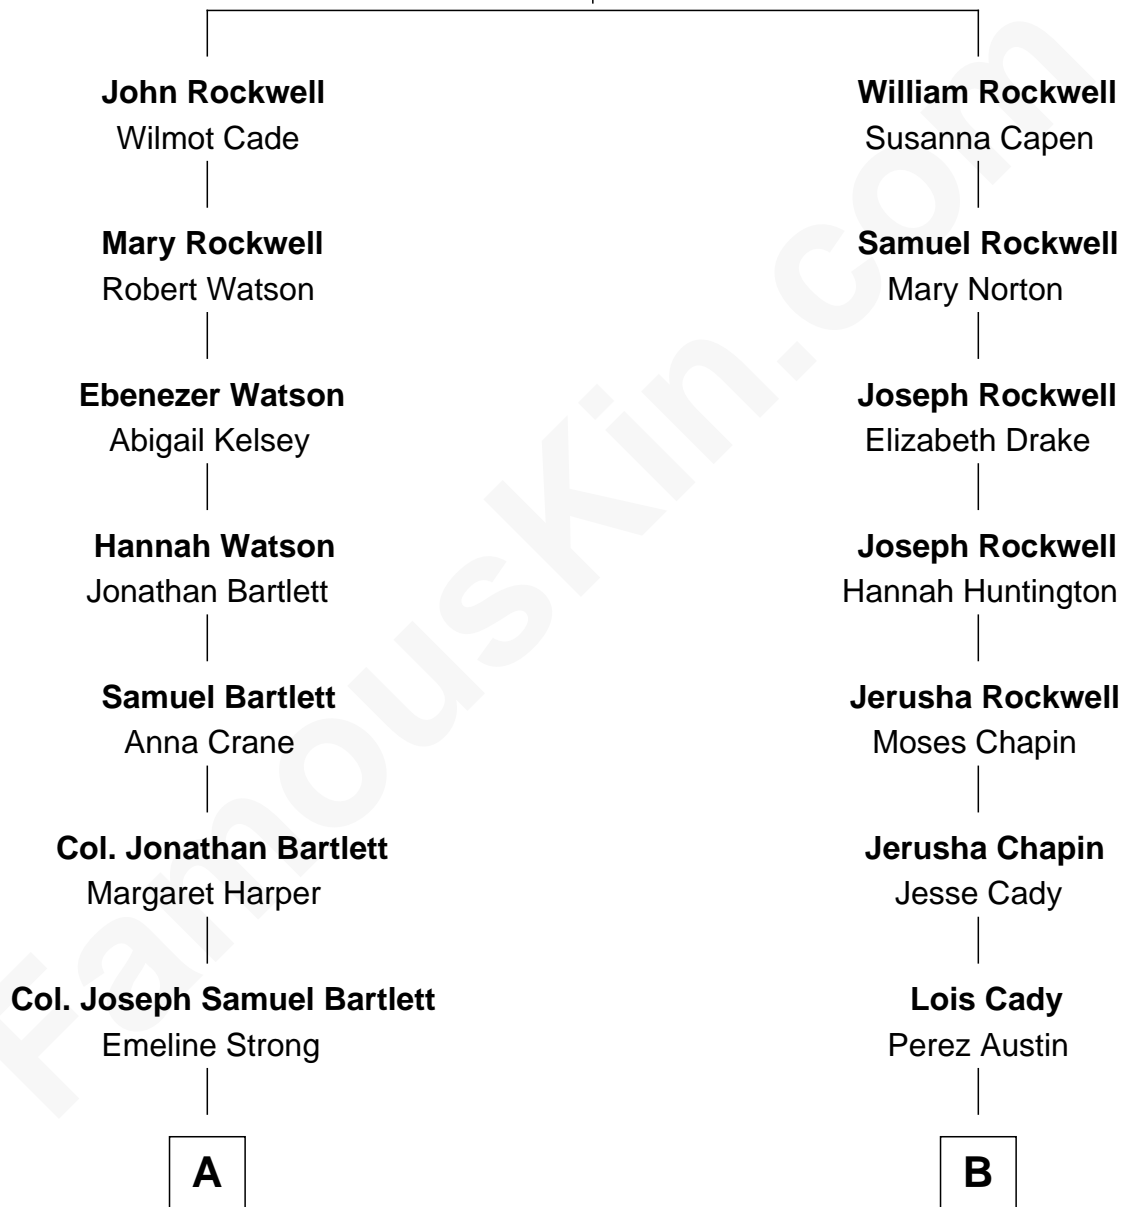 John Rockwell
Wilmot Cade
William Rockwell
Susanna Capen
Mary Rockwell
Robert Watson
Samuel Rockwell
Mary Norton
Ebenezer Watson
Abigail Kelsey
Joseph Rockwell
Elizabeth Drake
Hannah Watson
Jonathan Bartlett
Joseph Rockwell
Hannah Huntington
Samuel Bartlett
Anna Crane
Jerusha Rockwell
Moses Chapin
Col. Jonathan Bartlett
Margaret Harper
Jerusha Chapin
Jesse Cady
Col. Joseph Samuel Bartlett
Emeline Strong
Lois Cady
Perez Austin
A
B
FamousKin.com